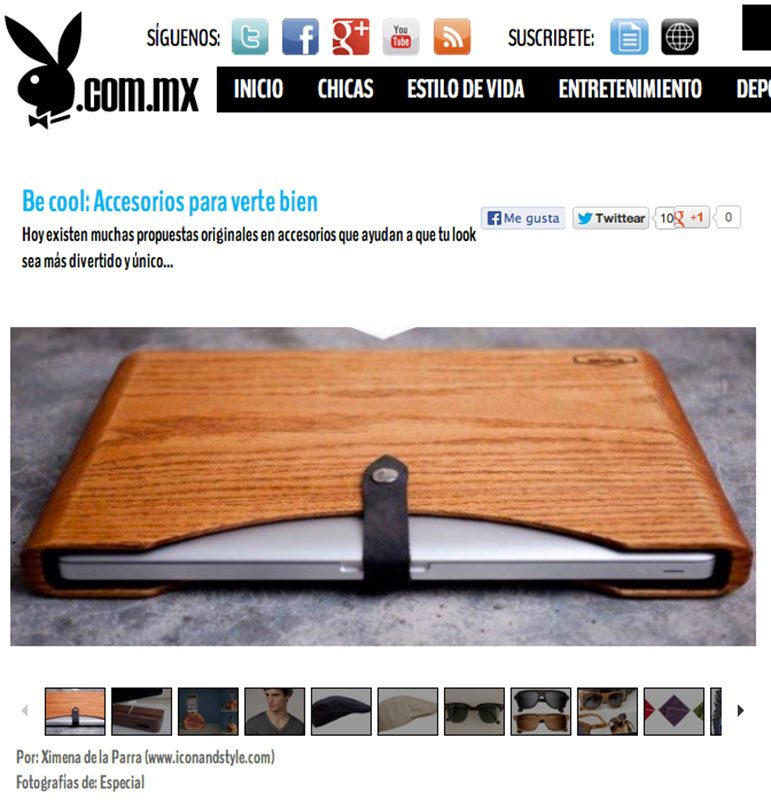 SÍGUENOS:
SUSCRIBETE:
You
Tube
.com.mx
INICIO CHICAS ESTILO DE VIDA ENTRETENIMIENTO DEP
Be cool: Accesorios para verte bien
Me gusta Twittear 10 +1 0
Hoy existen muchas propuestas originales en accesorios que ayudan a que tu look
sea más divertido y único...
Por: Ximena de la Parra (www.iconandstyle.com)
Fotografías de: Especial